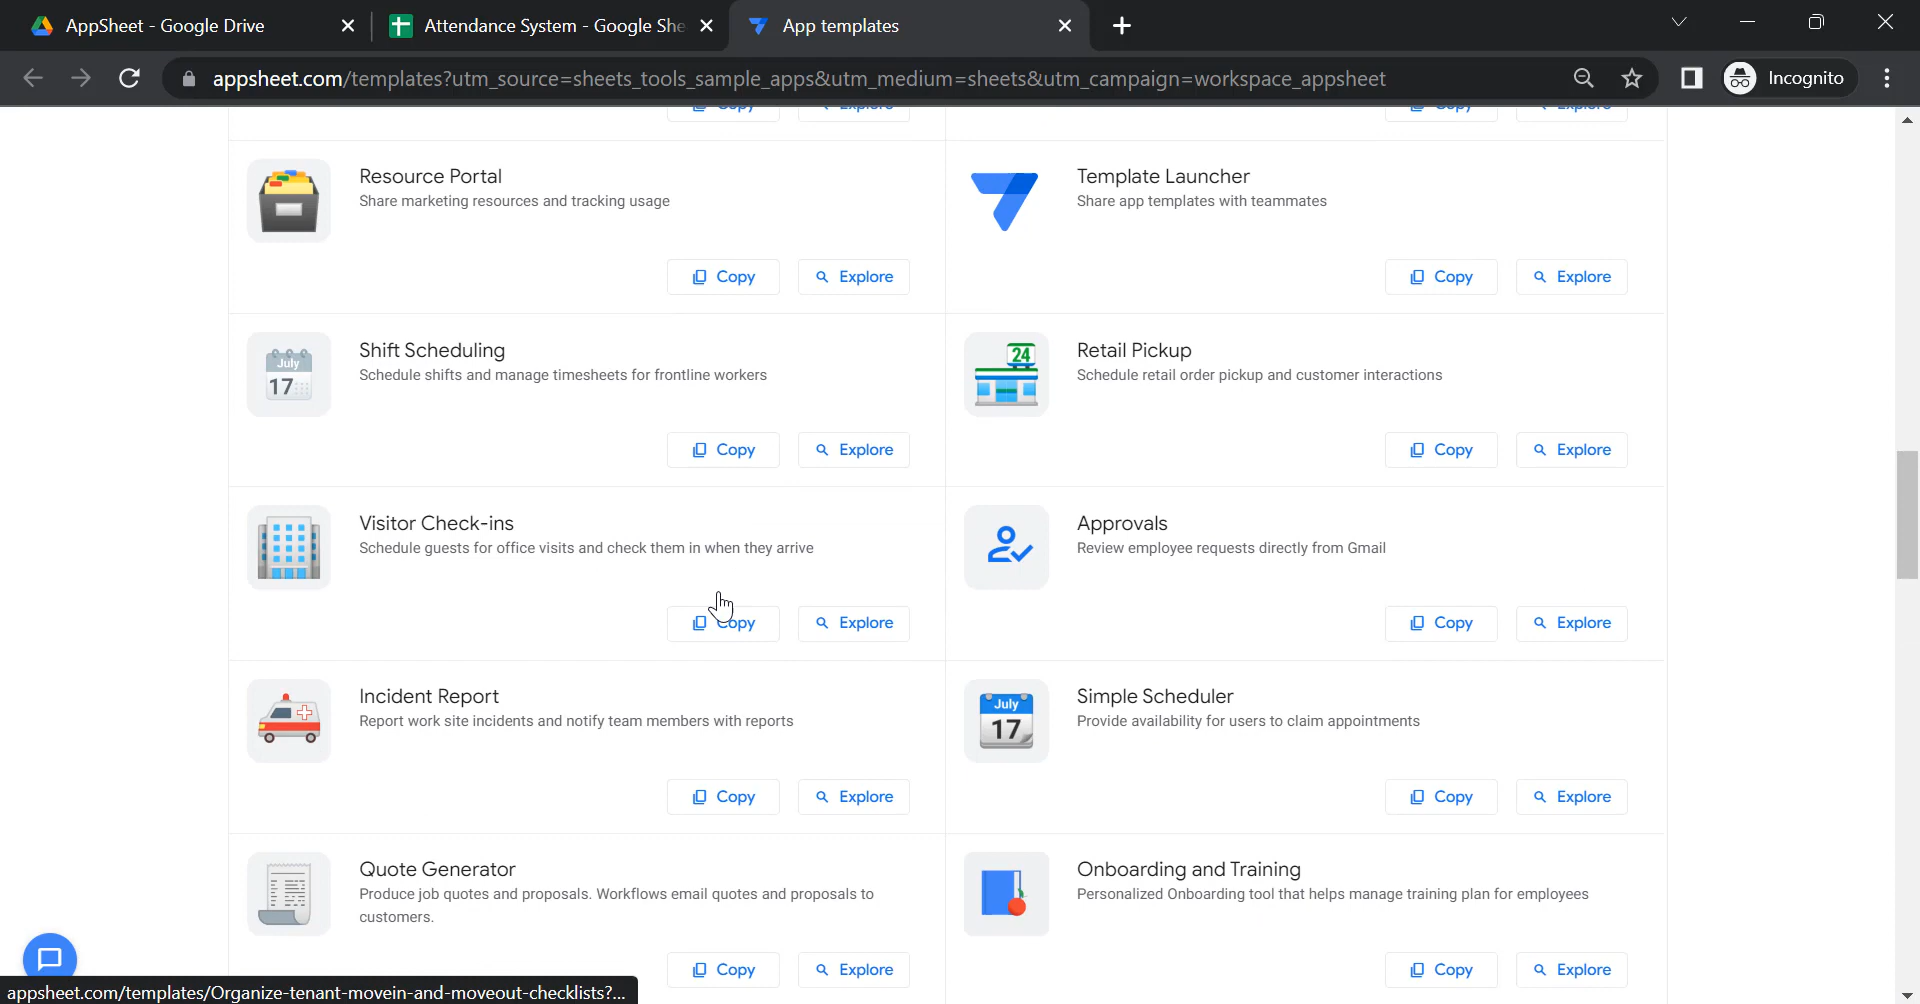 AppSheet - Google Drive
Attendance System - Google She
App templates
appsheet.com/templates?utm_source=sheets_tools_sample_apps&utm_medium=sheets&utm_campaign=workspace_appsheet
Incognito
Copy
Explore
Copy
Explore
Resource Portal
Share marketing resources and tracking usage
Copy
Explore
Template Launcher
Share app templates with teammates
Copy
Explore
July
17
Shift Scheduling
Schedule shifts and manage timesheets for frontline workers
Copy
Explore
24
Retail Pickup
Schedule retail order pickup and customer interactions
Copy
Explore
Visitor Check-ins
Schedule guests for office visits and check them in when they arrive
Copy
Explore
Approvals
Review employee requests directly from Gmail
Copy
Explore
Incident Report
Report work site incidents and notify team members with reports
Copy
Explore
July
17
Simple Scheduler
Provide availability for users to claim appointments
Copy
Explore
Quote Generator
Produce job quotes and proposals. Workflows email quotes and proposals to
customers.
Copy
Explore
Onboarding and Training
Personalized Onboarding tool that helps manage training plan for employees
Copy
Explore
appsheet.com/templates/Organize-tenant-movein-and-moveout-checklists?...